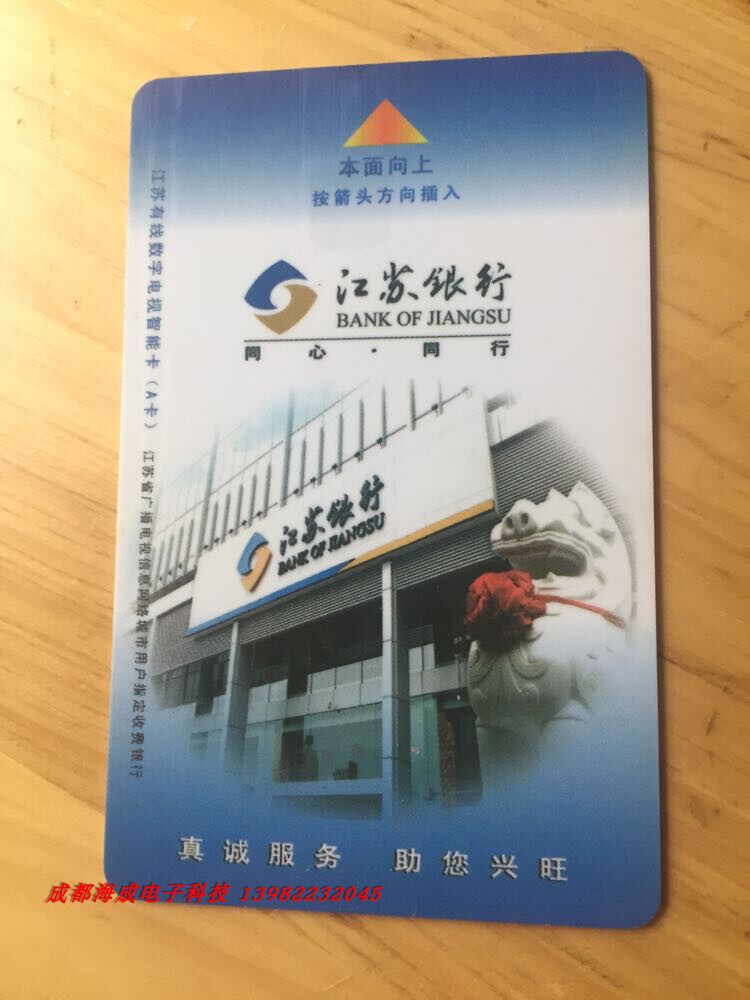 本面向上
按箭头方向插入
江苏银行
BANK OF JIANGSU
同心·同行
江苏有线数字电视智能卡(A卡) 江苏省广播电视信息网络城市用户指定收费银行
江苏银行
BANK OF JIANGSU
真诚服务 助您兴旺
成都海成电子科技 13982232045